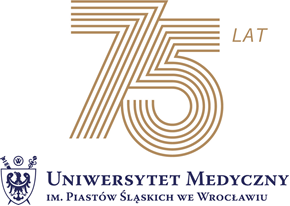 75 LAT
UNIWERSYTET MEDYCZNY
IM. PIASTÓW ŚLĄSKICH WE WROCŁAWIU